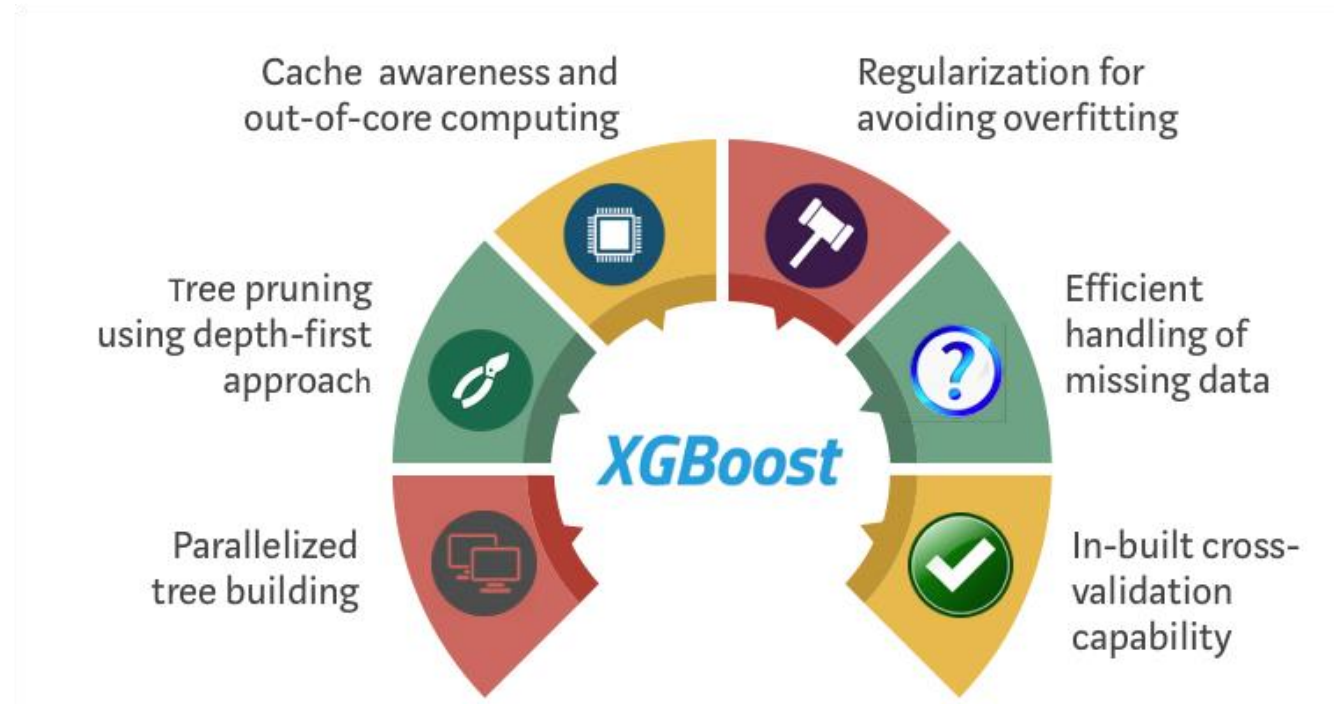 Cache awareness and
out-of-core computing
Regularization for
avoiding overfitting
Tree pruning
using depth-first
approach
Efficient
handling of
missing data
XGBoost
Parallelized
tree building
In-built cross-
validation
capability